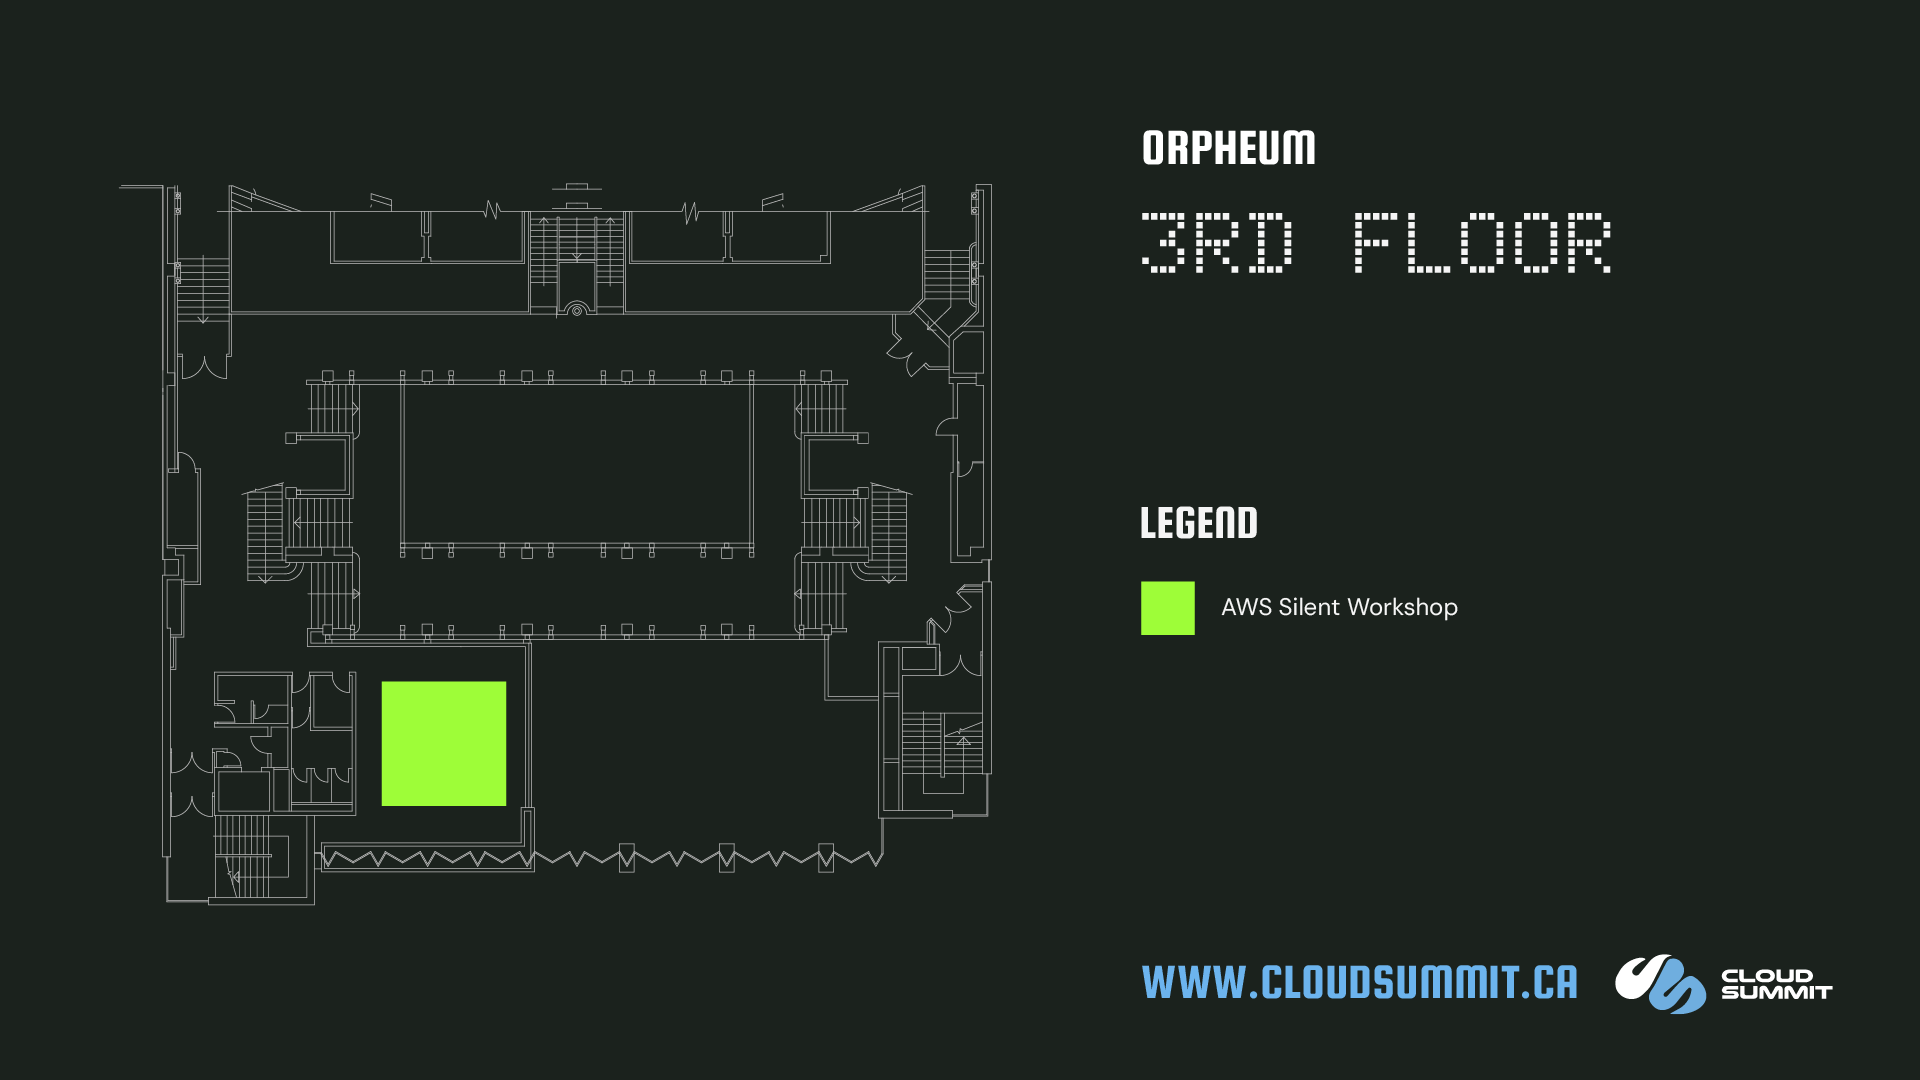 ORPHEUM
3RD FLOOR
LEGEND
AWS Silent Workshop
WWW.CLOUDSUMMIT.CA
CLOUD
SUMMIT